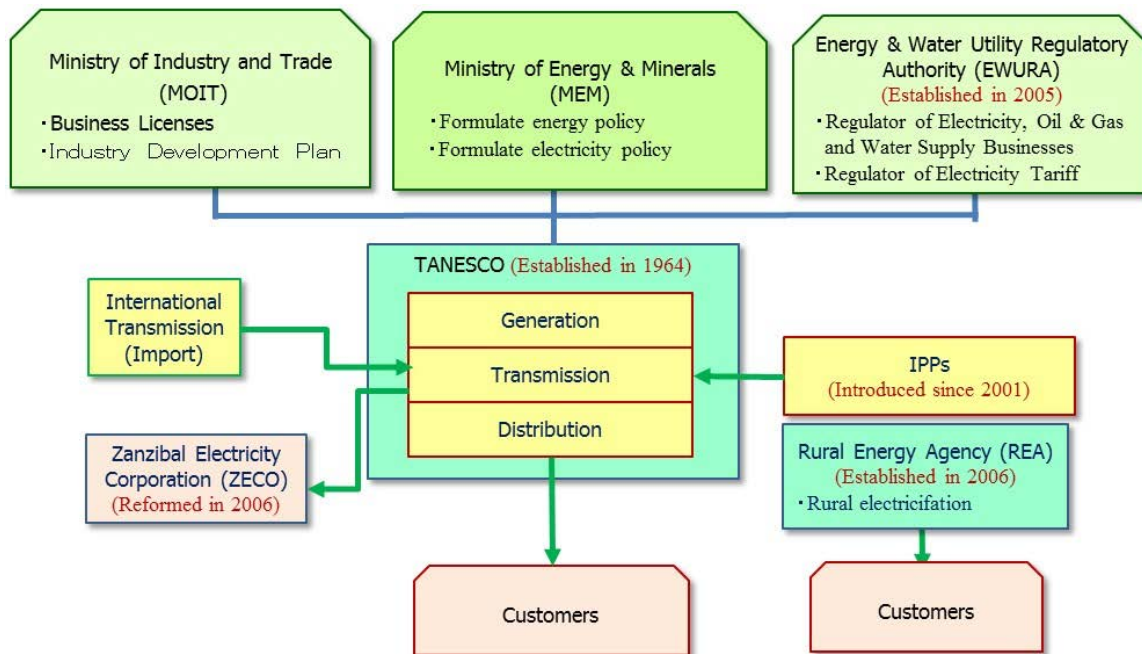 Ministry of Industry and Trade
(MOIT)
・Business Licenses
・Industry Development Plan
Ministry of Energy & Minerals
(MEM)
・Formulate energy policy
・Formulate electricity policy
Energy & Water Utility Regulatory
Authority (EWURA)
(Established in 2005)
・Regulator of Electricity, Oil & Gas
and Water Supply Businesses
・Regulator of Electricity Tariff
TANESCO (Established in 1964)
Generation
Transmission
Distribution
International
Transmission
(Import)
Zanzibal Electricity
Corporation (ZECO)
(Reformed in 2006)
IPPs
(Introduced since 2001)
Rural Energy Agency (REA)
(Established in 2006)
・Rural electricifation
Customers
Customers